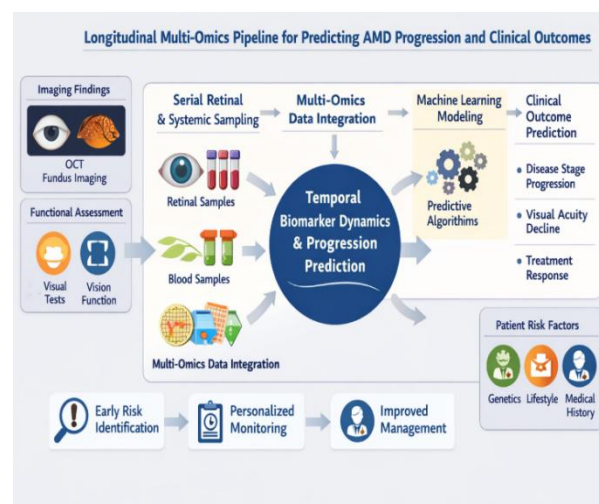 Longitudinal Multi-Omics Pipeline for Predicting AMD Progression and Clinical Outcomes
Imaging Findings
OCT
Fundus Imaging
Functional Assessment
Visual
Tests
Vision
Function
Serial Retinal
& Systemic Sampling
Multi-Omics
Data Integration
Machine Learning
Modeling
Clinical
Outcome
Prediction
Retinal Samples
Blood Samples
Multi-Omics Data Integration
Temporal
Biomarker Dynamics
& Progression
Prediction
Predictive
Algorithms
• Disease Stage
Progression
• Visual Acuity
Decline
• Treatment
Response
Patient Risk Factors
Genetics
Lifestyle
Medical
History
Early Risk
Identification
Personalized
Monitoring
Improved
Management